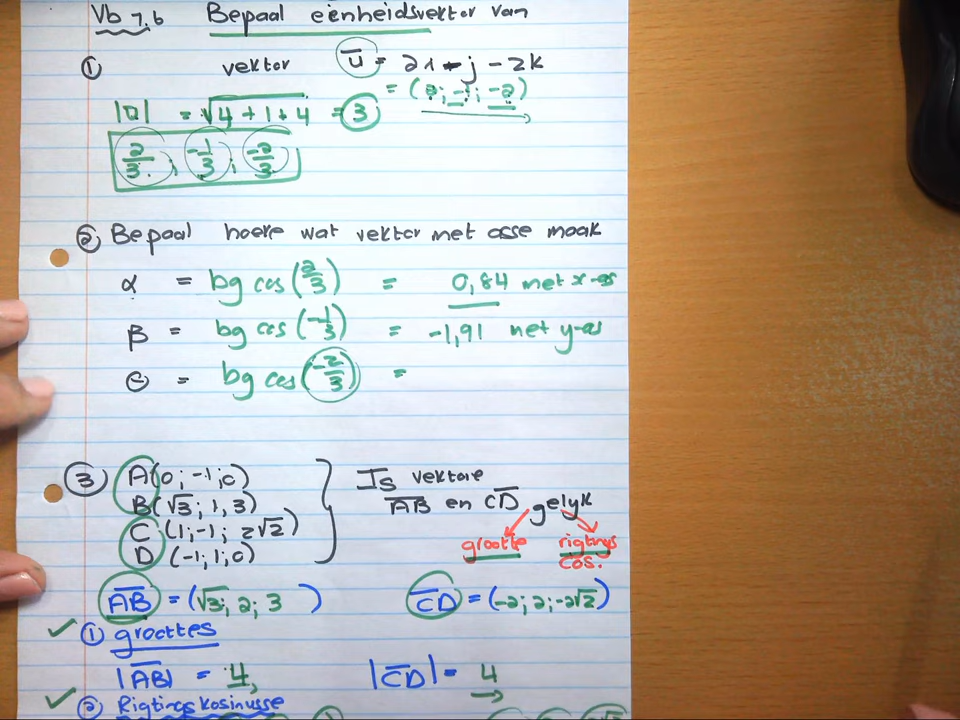 Vb 7.6 Bepaal eenheidsvektor van
① vektor ū = 2i - j - 2k
= (2; -1; -2)
|ū| = √4 + 1 + 4 = 3
2/3 ; -1/3 ; -2/3
② Bepaal hoeke wat vektor met asse maak
α = bg cos (2/3) = 0,84 met x-as
β = bg cos (-1/3) = -1,91 met y-as
Θ = bg cos (-2/3) =
③ A(0; -1; 0) Is vektore
B(√3; 1, 3) AB en CD gelyk
C (1; -1; 2√2)
D (-1; 1; 0) grootte rigtings cos.
AB = (√3; 2; 3 ) CD = (-2; 2; -2√2)
① groottes
|AB| = 4, |CD| = 4
② Rigtingskosinusse